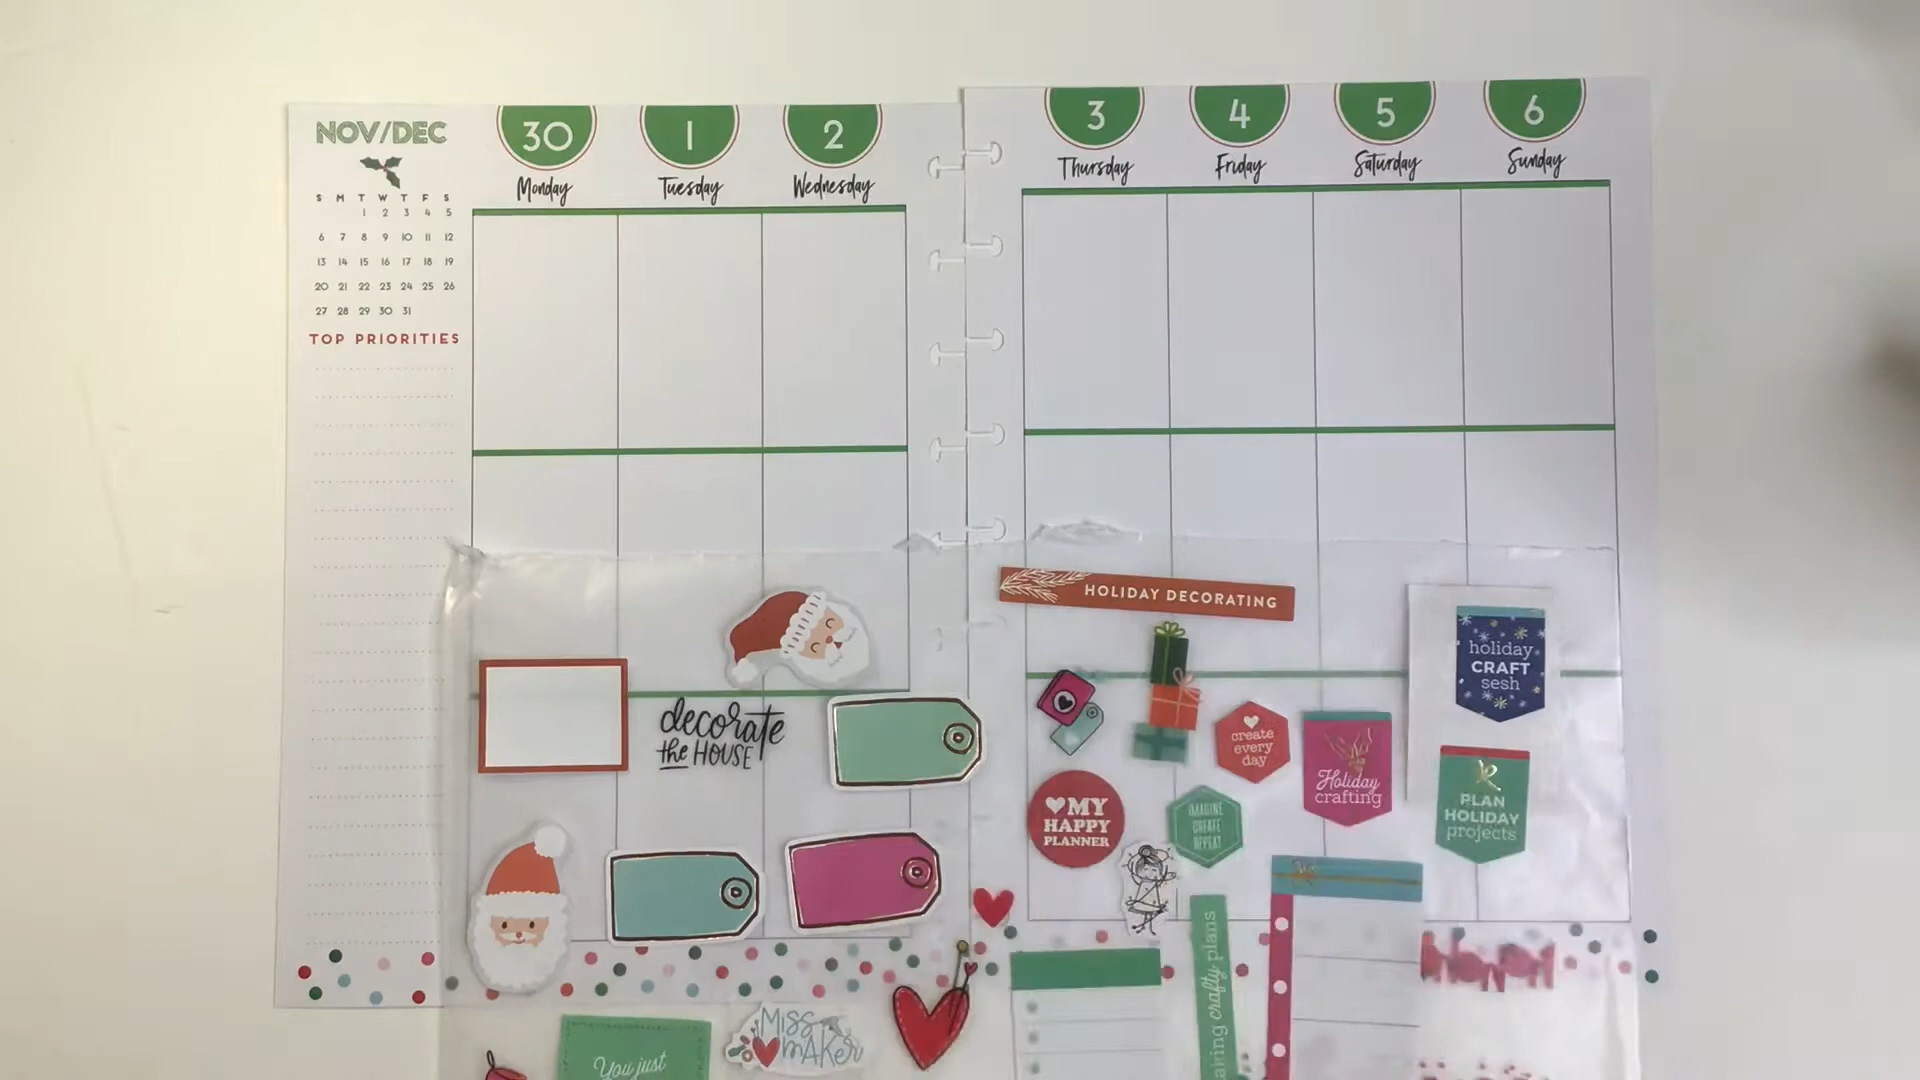 NOV/DEC
30 1 2
Monday Tuesday Wednesday
3 4 5 6
Thursday Friday Saturday Sunday
S M T W T F S
1 2 3 4 5
6 7 8 9 10 11 12
13 14 15 16 17 18 19
20 21 22 23 24 25 26
27 28 29 30 31
TOP PRIORITIES
HOLIDAY DECORATING
holiday
CRAFT
sesh
decorate
the HOUSE
create
every
day
Holiday
crafting
PLAN
HOLIDAY
projects
MY
HAPPY
PLANNER
IMAGINE
CREATE
REPEAT
crafty plans
You just
Miss
mAKer